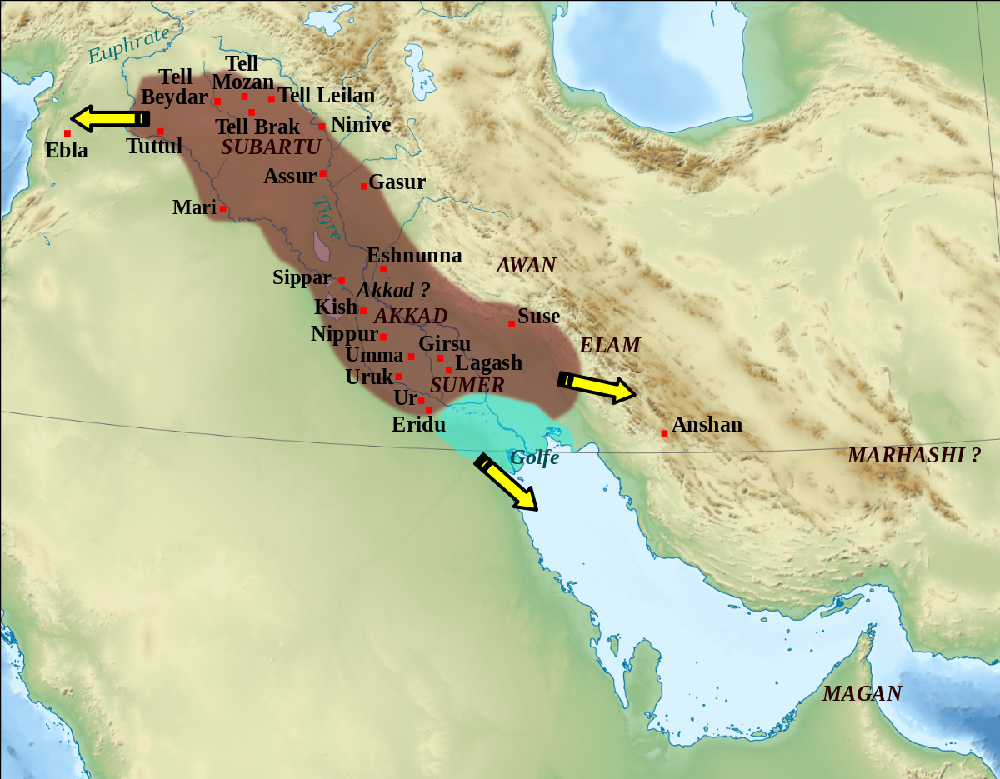 Euphrate
Tell
Mozan
Tell
Beydar
Tell Leilan
Tell Brak
Ninive
Ebla
Tuttul
SUBARTU
Assur
Gasur
Mari
Tigre
Eshnunna
AWAN
Sippar
Akkad ?
Kish
AKKAD
Suse
Nippur
Girsu
ELAM
Umma
Lagash
Uruk
SUMER
Ur
Eridu
Anshan
Golfe
MARHASHI ?
MAGAN